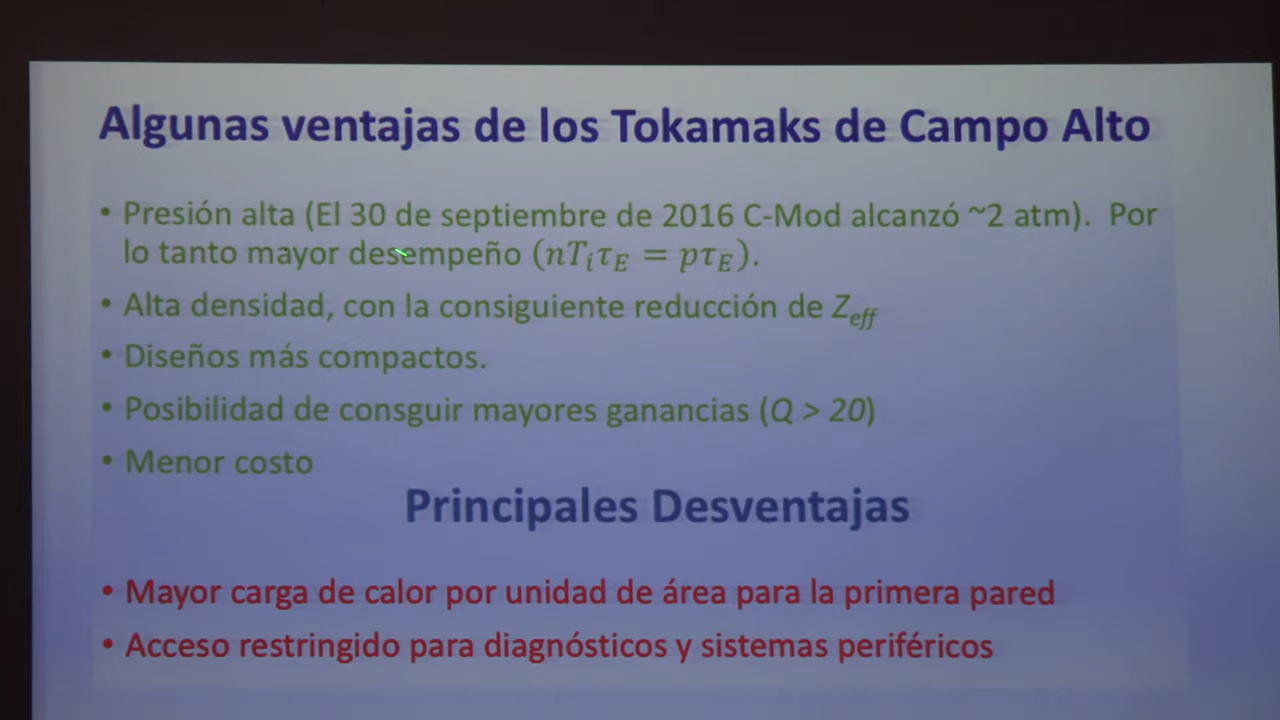 Algunas ventajas de los Tokamaks de Campo Alto
• Presión alta (El 30 de septiembre de 2016 C-Mod alcanzó ~2 atm). Por
lo tanto mayor desempeño (nTᵢτ_E = pτ_E).
• Alta densidad, con la consiguiente reducción de Z_eff
• Diseños más compactos.
• Posibilidad de consguir mayores ganancias (Q > 20)
• Menor costo
Principales Desventajas
• Mayor carga de calor por unidad de área para la primera pared
• Acceso restringido para diagnósticos y sistemas periféricos